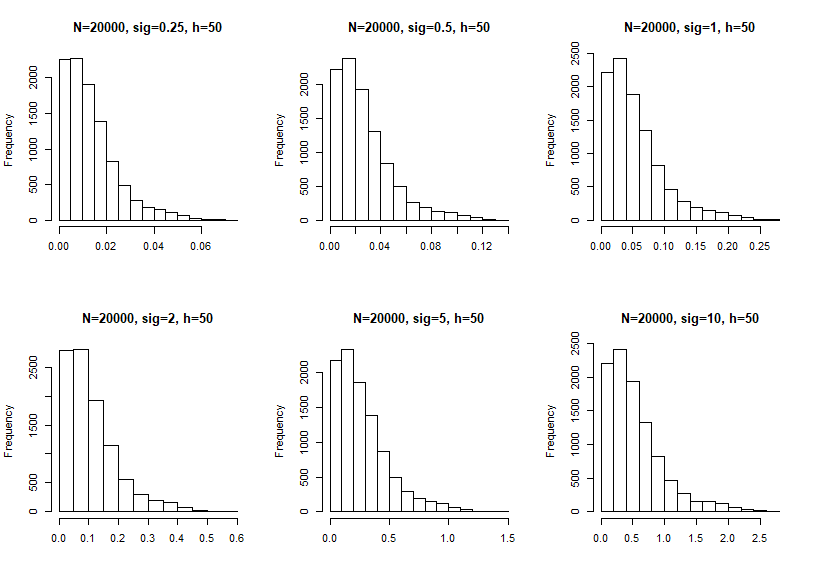 N=20000, sig=0.25, h=50
Frequency
0 500 1000 1500 2000
0.00 0.02 0.04 0.06
N=20000, sig=0.5, h=50
Frequency
0 500 1000 1500 2000
0.00 0.04 0.08 0.12
N=20000, sig=1, h=50
Frequency
0 500 1000 1500 2000 2500
0.00 0.05 0.10 0.15 0.20 0.25
N=20000, sig=2, h=50
Frequency
0 500 1500 2500
0.0 0.1 0.2 0.3 0.4 0.5 0.6
N=20000, sig=5, h=50
Frequency
0 500 1000 1500 2000
0.0 0.5 1.0 1.5
N=20000, sig=10, h=50
Frequency
0 500 1000 1500 2000 2500
0.0 0.5 1.0 1.5 2.0 2.5